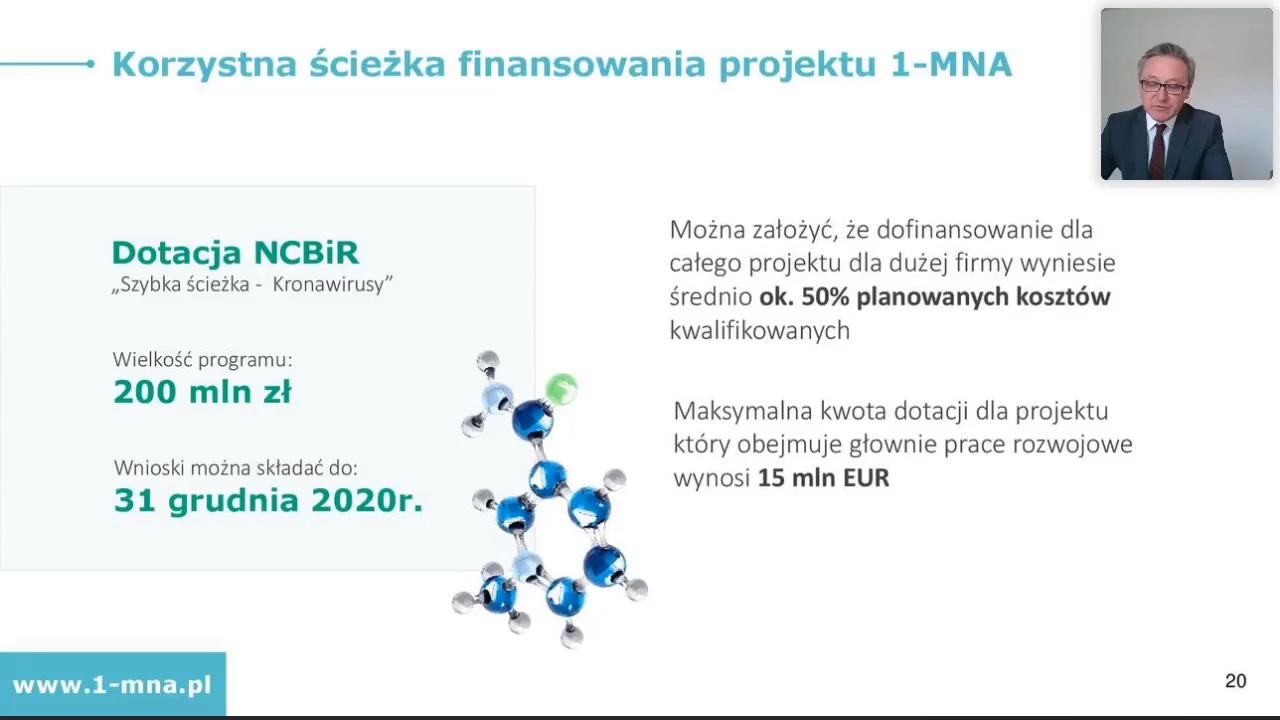 Korzystna ścieżka finansowania projektu 1-MNA
Dotacja NCBiR
„Szybka ścieżka - Kronawirusy”
Wielkość programu:
200 mln zł
Wnioski można składać do:
31 grudnia 2020r.
Można założyć, że dofinansowanie dla
całego projektu dla dużej firmy wyniesie
średnio ok. 50% planowanych kosztów
kwalifikowanych
Maksymalna kwota dotacji dla projektu
który obejmuje głownie prace rozwojowe
wynosi 15 mln EUR
www.1-mna.pl
20